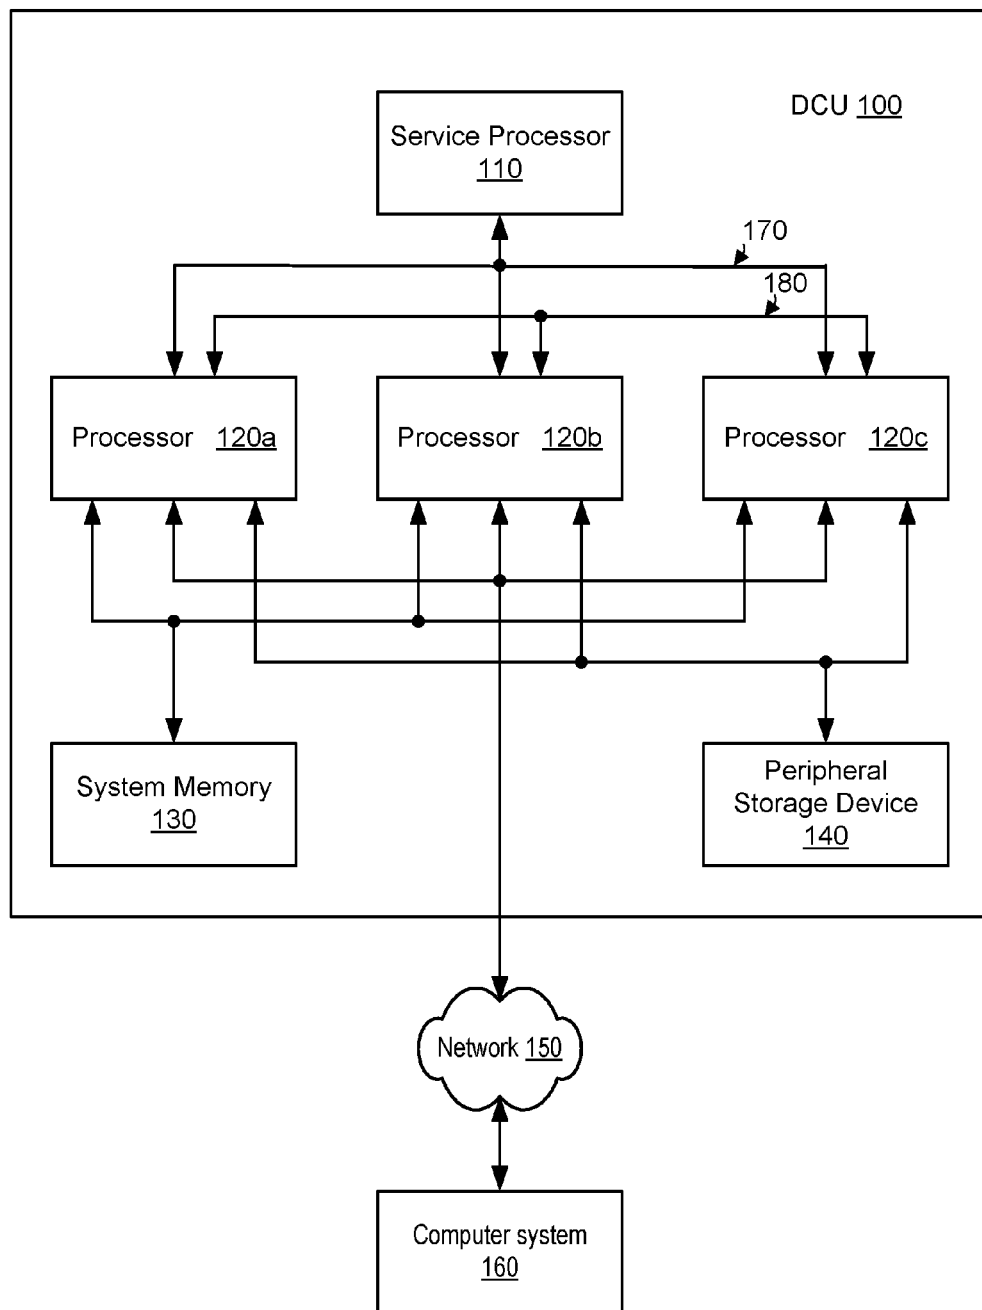 DCU 100
Service Processor
110
170
180
Processor 120a
Processor 120b
Processor 120c
System Memory
130
Peripheral
Storage Device
140
Network 150
Computer system
160